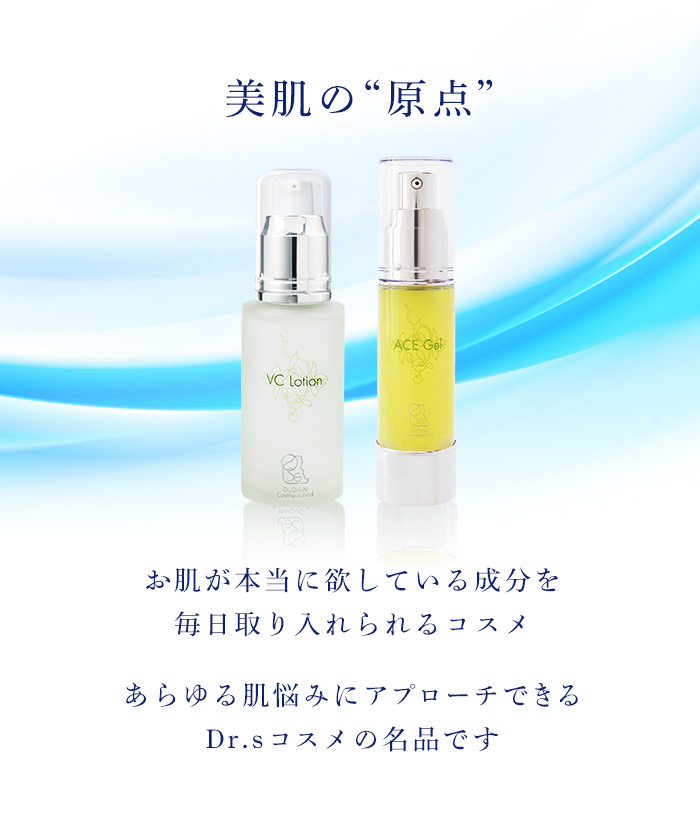 美肌の“原点”
VC Lotion
ACE Gel
お肌が本当に欲している成分を
毎日取り入れられるコスメ
あらゆる肌悩みにアプローチできる
Dr.sコスメの名品です